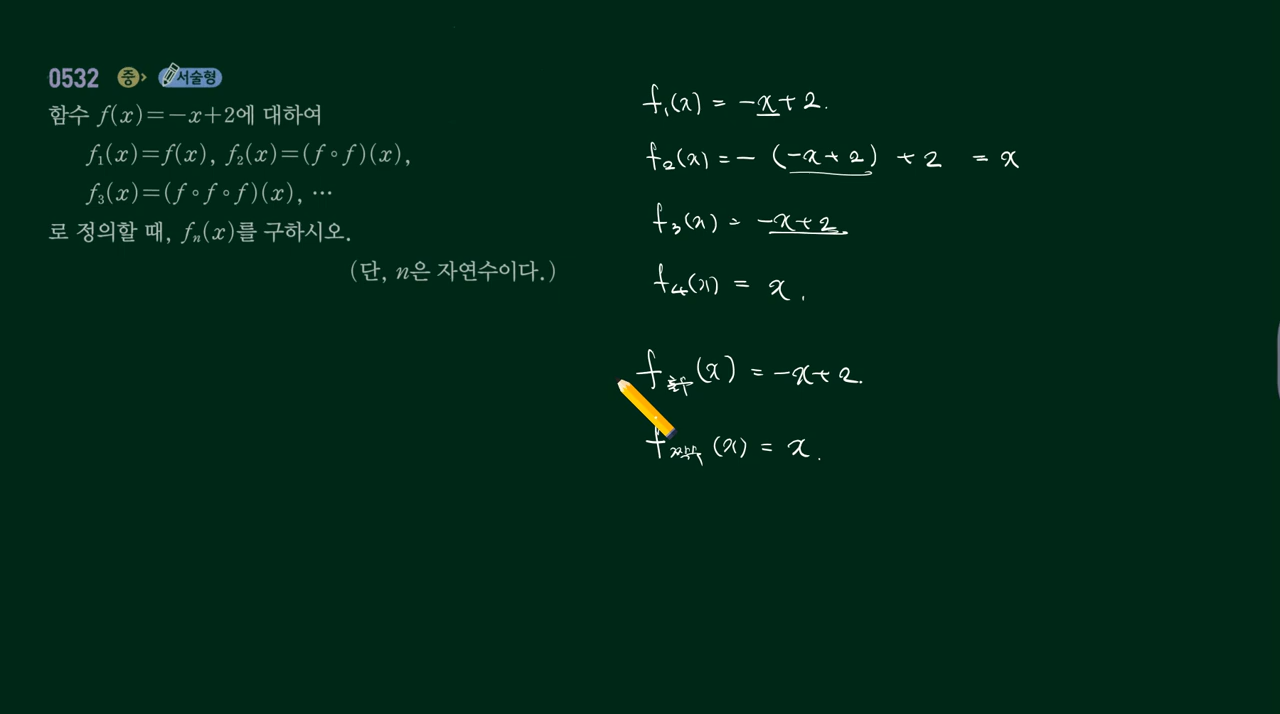 0532 중 서술형
함수 f(x)=-x+2에 대하여
f₁(x)=f(x), f₂(x)=(f∘f)(x),
f₃(x)=(f∘f∘f)(x), ⋯
로 정의할 때, fₙ(x)를 구하시오.
(단, n은 자연수이다.)
f₁(x) = -x+2.
f₂(x) = - (-x+2) + 2 = x
f₃(x) = -x+2
f₄(x) = x.
f홀수(x) = -x+2.
f짝수(x) = x.